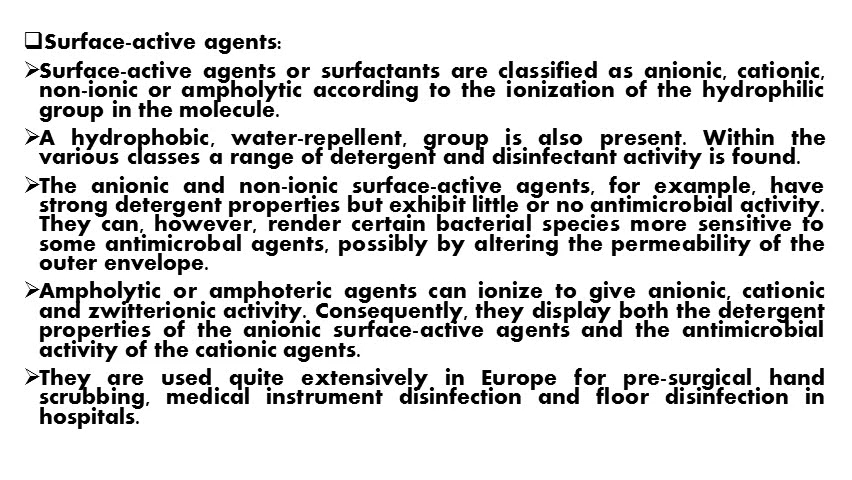 ❑Surface-active agents:
➢Surface-active agents or surfactants are classified as anionic, cationic,
non-ionic or ampholytic according to the ionization of the hydrophilic
group in the molecule.
➢A hydrophobic, water-repellent, group is also present. Within the
various classes a range of detergent and disinfectant activity is found.
➢The anionic and non-ionic surface-active agents, for example, have
strong detergent properties but exhibit little or no antimicrobial activity.
They can, however, render certain bacterial species more sensitive to
some antimicrobal agents, possibly by altering the permeability of the
outer envelope.
➢Ampholytic or amphoteric agents can ionize to give anionic, cationic
and zwitterionic activity. Consequently, they display both the detergent
properties of the anionic surface-active agents and the antimicrobial
activity of the cationic agents.
➢They are used quite extensively in Europe for pre-surgical hand
scrubbing, medical instrument disinfection and floor disinfection in
hospitals.